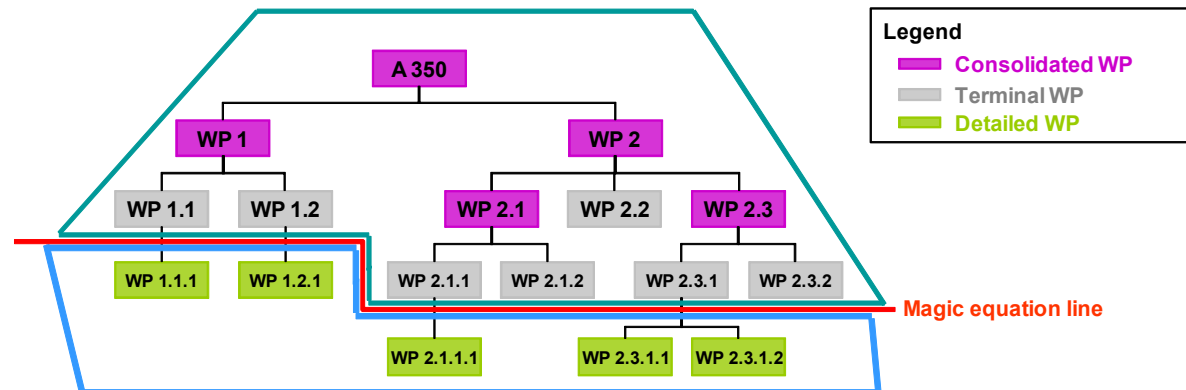 Legend
Consolidated WP
Terminal WP
Detailed WP
A 350
WP 1
WP 2
WP 1.1
WP 1.2
WP 2.1
WP 2.2
WP 2.3
WP 1.1.1
WP 1.2.1
WP 2.1.1
WP 2.1.2
WP 2.3.1
WP 2.3.2
Magic equation line
WP 2.1.1.1
WP 2.3.1.1
WP 2.3.1.2